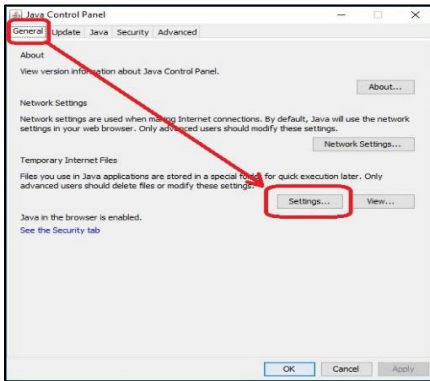 Java Control Panel
General Update Java Security Advanced
About
View version information about Java Control Panel.
About...
Network Settings
Network settings are used when making Internet connections. By default, Java will use the network
settings in your web browser. Only advanced users should modify these settings.
Network Settings...
Temporary Internet Files
Files you use in Java applications are stored in a special folder for quick execution later. Only
advanced users should delete files or modify these settings.
Settings... View...
Java in the browser is enabled.
See the Security tab
OK Cancel Apply